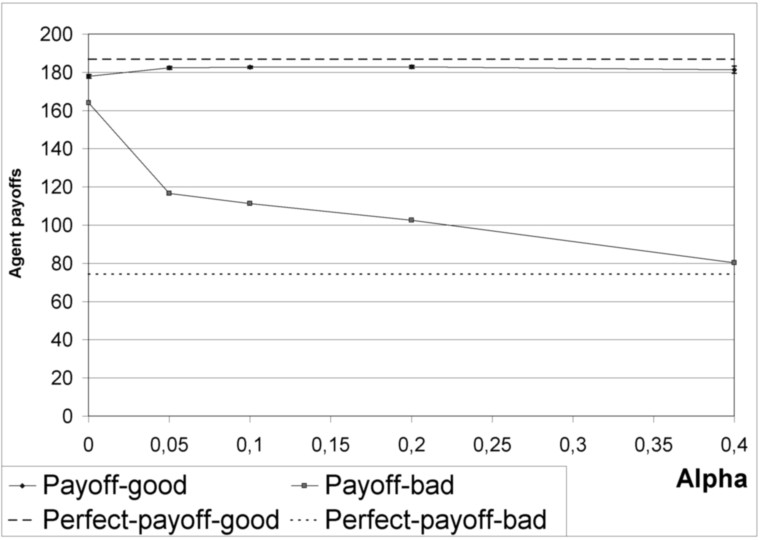 200
180
160
140
120
100
80
60
40
20
0
Agent payoffs
0 0,05 0,1 0,15 0,2 0,25 0,3 0,35 0,4
Alpha
Payoff-good Payoff-bad
Perfect-payoff-good Perfect-payoff-bad